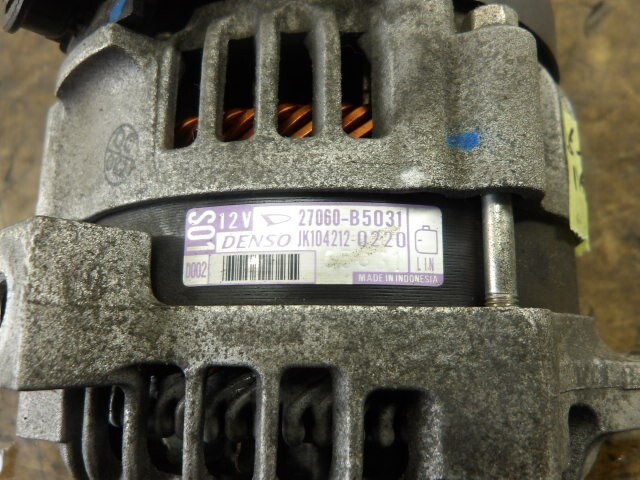 S01 12V 27060-B5031
DENSO JK104212-0220
D002
LIN
MADE IN INDONESIA